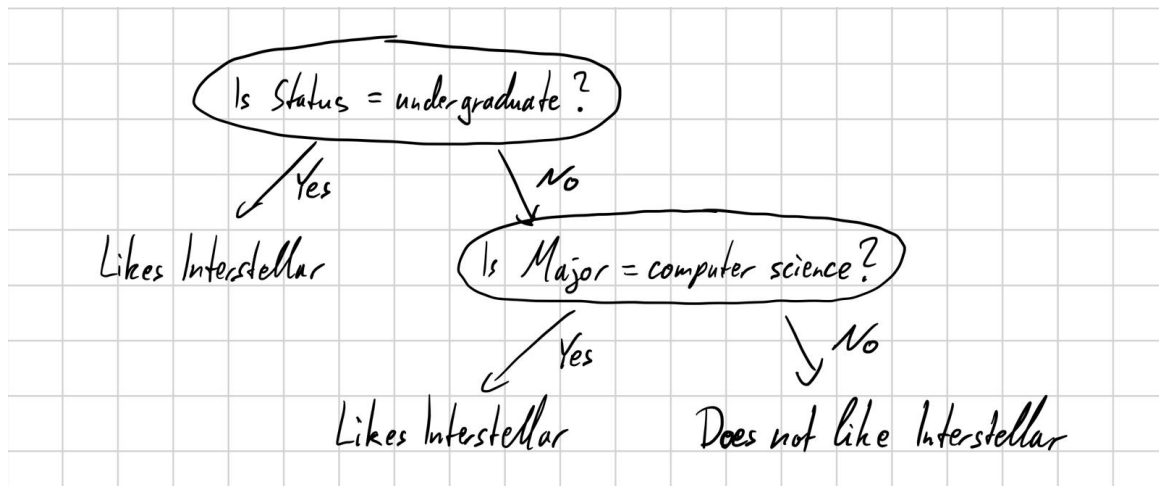 Is Status = undergraduate?
Yes
No
Likes Interstellar
Is Major = computer science?
Yes
No
Likes Interstellar
Does not like Interstellar